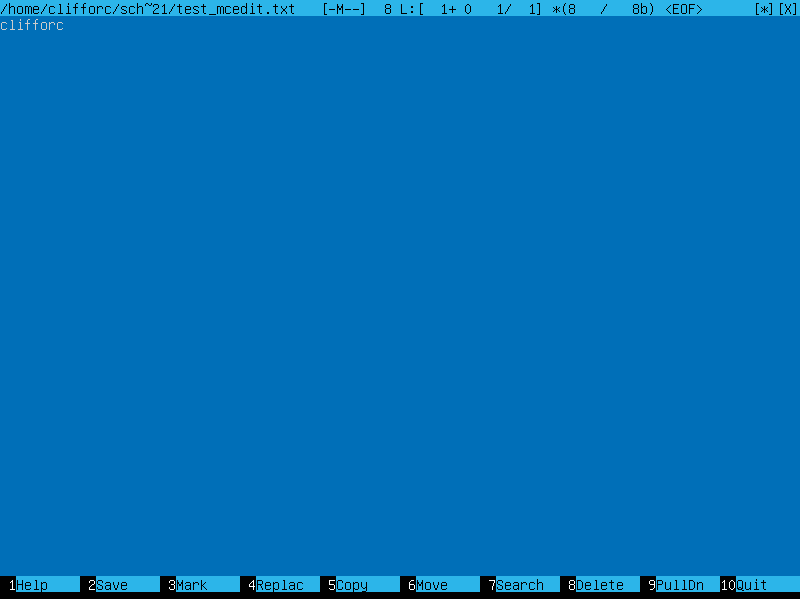 /home/clifforc/sch~21/test_mcedit.txt   [-M--]  8 L:[  1+ 0   1/  1] *(8   /   8b) <EOF>      [*][X]
clifforc
1Help  2Save  3Mark  4Replac  5Copy  6Move  7Search  8Delete  9PullDn  10Quit